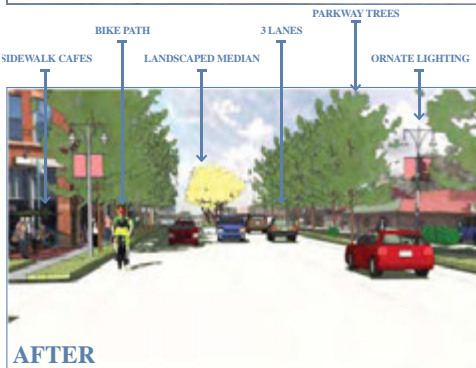 PARKWAY TREES
BIKE PATH
3 LANES
SIDEWALK CAFES
LANDSCAPED MEDIAN
ORNATE LIGHTING
AFTER